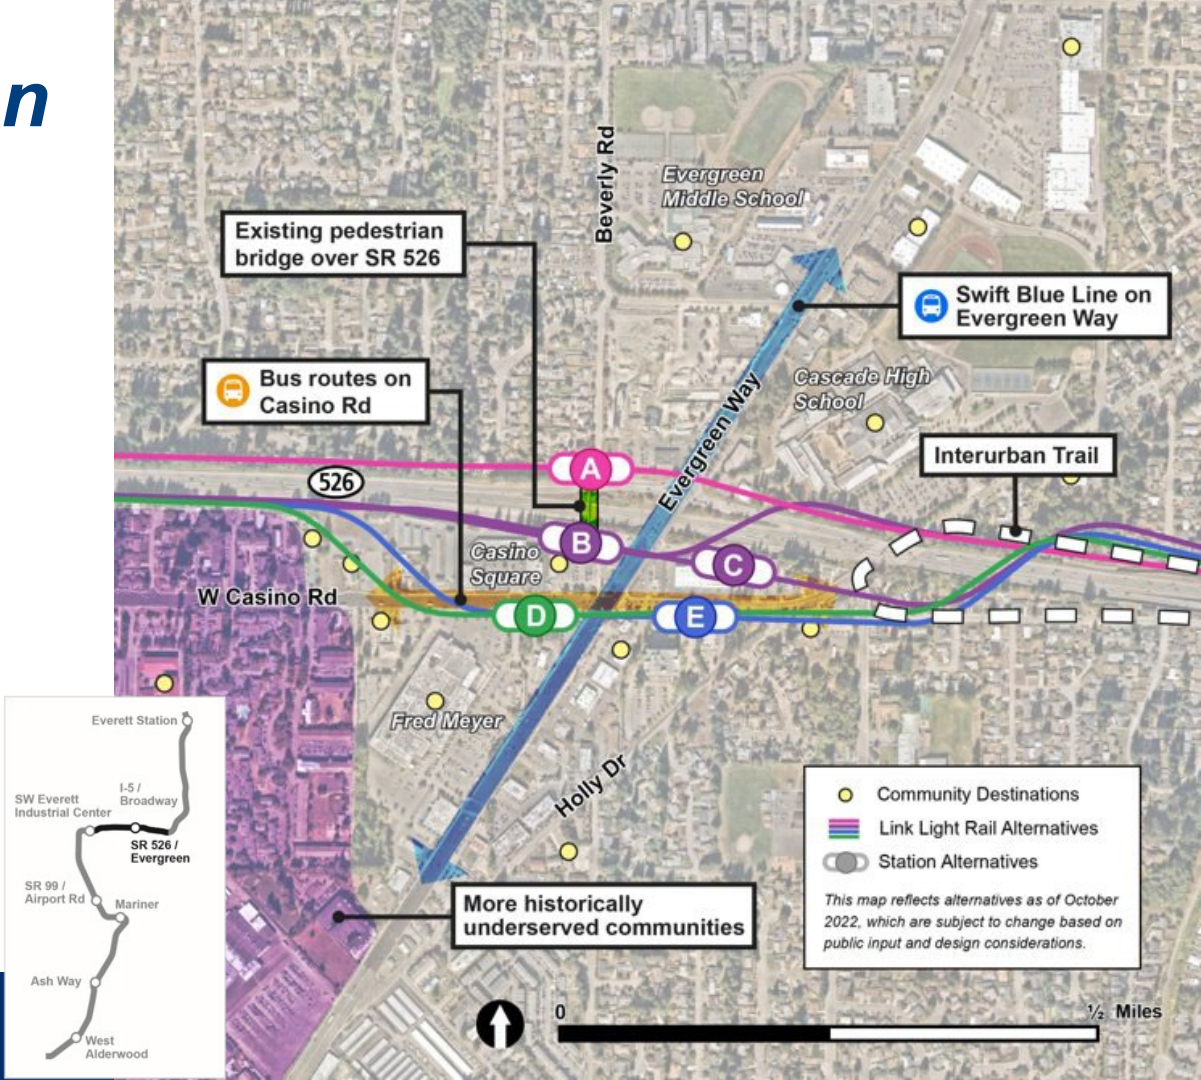 n
Beverly Rd
Evergreen
Middle School
Existing pedestrian
bridge over SR 526
Swift Blue Line on
Evergreen Way
Bus routes on
Casino Rd
Cascade High
School
Evergreen Way
Interurban Trail
526
A
B
C
Casino
Square
W Casino Rd
D
E
Fred Meyer
Holly Dr
More historically
underserved communities
Everett Station
I-5 /
Broadway
SW Everett
Industrial Center
SR 526 /
Evergreen
SR 99 /
Airport Rd
Mariner
Ash Way
West
Alderwood
Community Destinations
Link Light Rail Alternatives
Station Alternatives
This map reflects alternatives as of October
2022, which are subject to change based on
public input and design considerations.
0
½ Miles